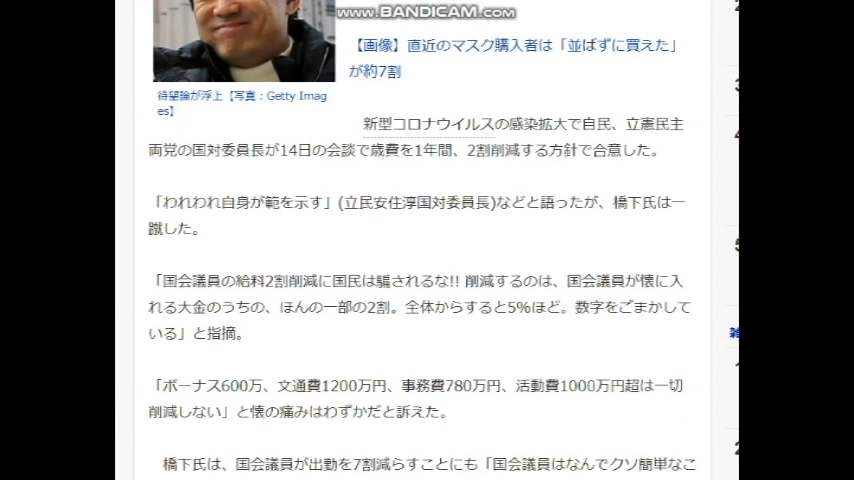 www.BANDICAM.com
【画像】直近のマスク購入者は「並ばずに買えた」
が約7割
待望論が浮上【写真：Getty Imag
es】
新型コロナウイルスの感染拡大で自民、立憲民主
両党の国対委員長が14日の会談で歳費を1年間、2割削減する方針で合意した。
「われわれ自身が範を示す」(立民安住淳国対委員長)などと語ったが、橋下氏は一
蹴した。
「国会議員の給料2割削減に国民は騙されるな!! 削減するのは、国会議員が懐に入
れる大金のうちの、ほんの一部の2割。全体からすると5%ほど。数字をごまかして
いる」と指摘。
「ボーナス600万、文通費1200万円、事務費780万円、活動費1000万円超は一切
削減しない」と懐の痛みはわずかだと訴えた。
橋下氏は、国会議員が出勤を7割減らすことにも「国会議員はなんでクソ簡単なこ